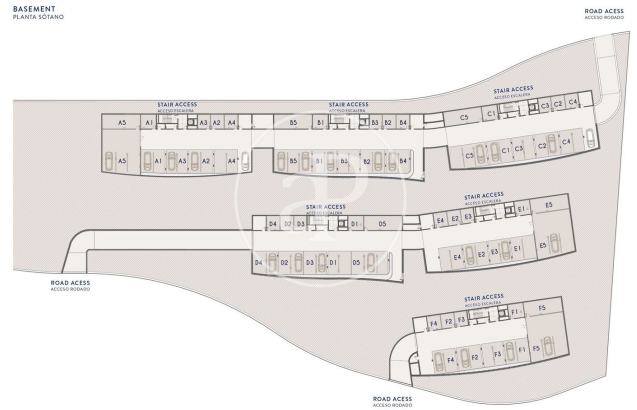 BASEMENT
PLANTA SÓTANO
ROAD ACESS
ACCESO RODADO
STAIR ACCESS
ACCESO ESCALERA
STAIR ACCESS
ACCESO ESCALERA
STAIR ACCESS
ACCESO ESCALERA
A5 A1 A3 A2 A4
B5 B1 B3 B2 B4
C5 C1 C3 C2 C4
A5 A1 A3 A2 A4
B5 B1 B3 B2 B4
C5 C1 C3 C2 C4
STAIR ACCESS
ACCESO ESCALERA
STAIR ACCESS
ACCESO ESCALERA
D4 D2 D3 D1 D5
E4 E2 E3 E1 E5
D4 D2 D3 D1 D5
E4 E2 E3 E1 E5
ROAD ACESS
ACCESO RODADO
STAIR ACCESS
ACCESO ESCALERA
F4 F2 F3 F1 F5
F4 F2 F3 F1 F5
ROAD ACESS
ACCESO RODADO
aP